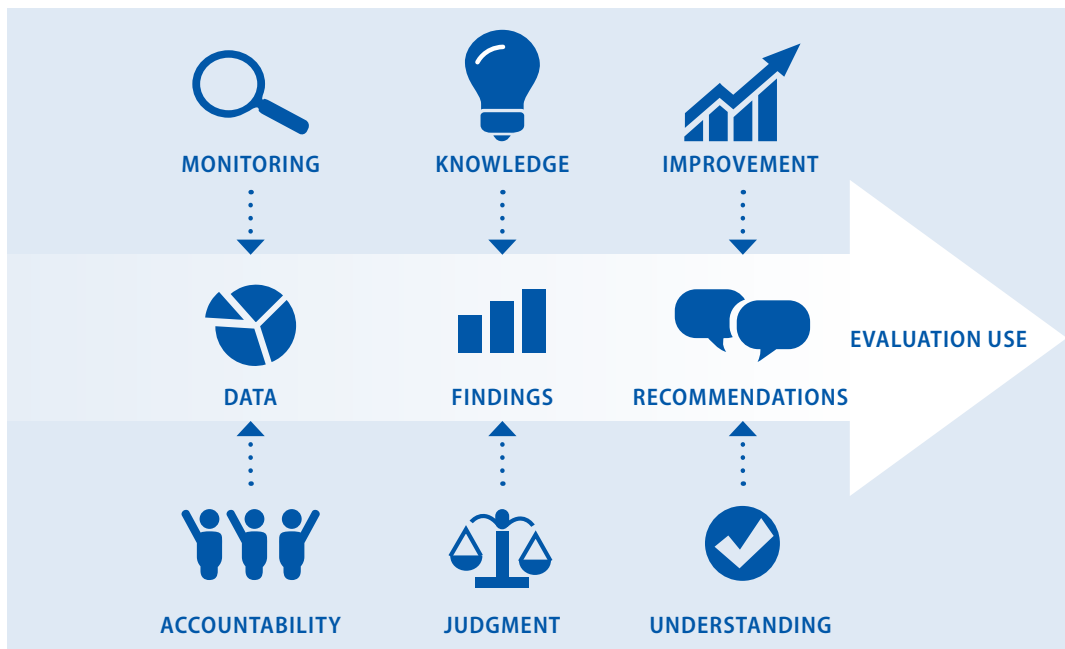 MONITORING
KNOWLEDGE
IMPROVEMENT
EVALUATION USE
DATA
FINDINGS
RECOMMENDATIONS
ACCOUNTABILITY
JUDGMENT
UNDERSTANDING